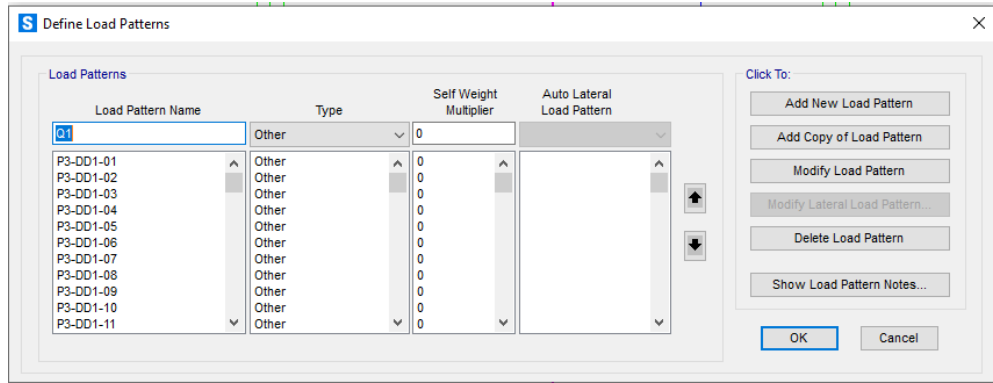 S Define Load Patterns
Load Patterns
Click To:
Load Pattern Name
Type
Self Weight
Multiplier
Auto Lateral
Load Pattern
Q1 Other 0
P3-DD1-01 Other 0
P3-DD1-02 Other 0
P3-DD1-03 Other 0
P3-DD1-04 Other 0
P3-DD1-05 Other 0
P3-DD1-06 Other 0
P3-DD1-07 Other 0
P3-DD1-08 Other 0
P3-DD1-09 Other 0
P3-DD1-10 Other 0
P3-DD1-11 Other 0
Add New Load Pattern
Add Copy of Load Pattern
Modify Load Pattern
Modify Lateral Load Pattern...
Delete Load Pattern
Show Load Pattern Notes...
OK
Cancel